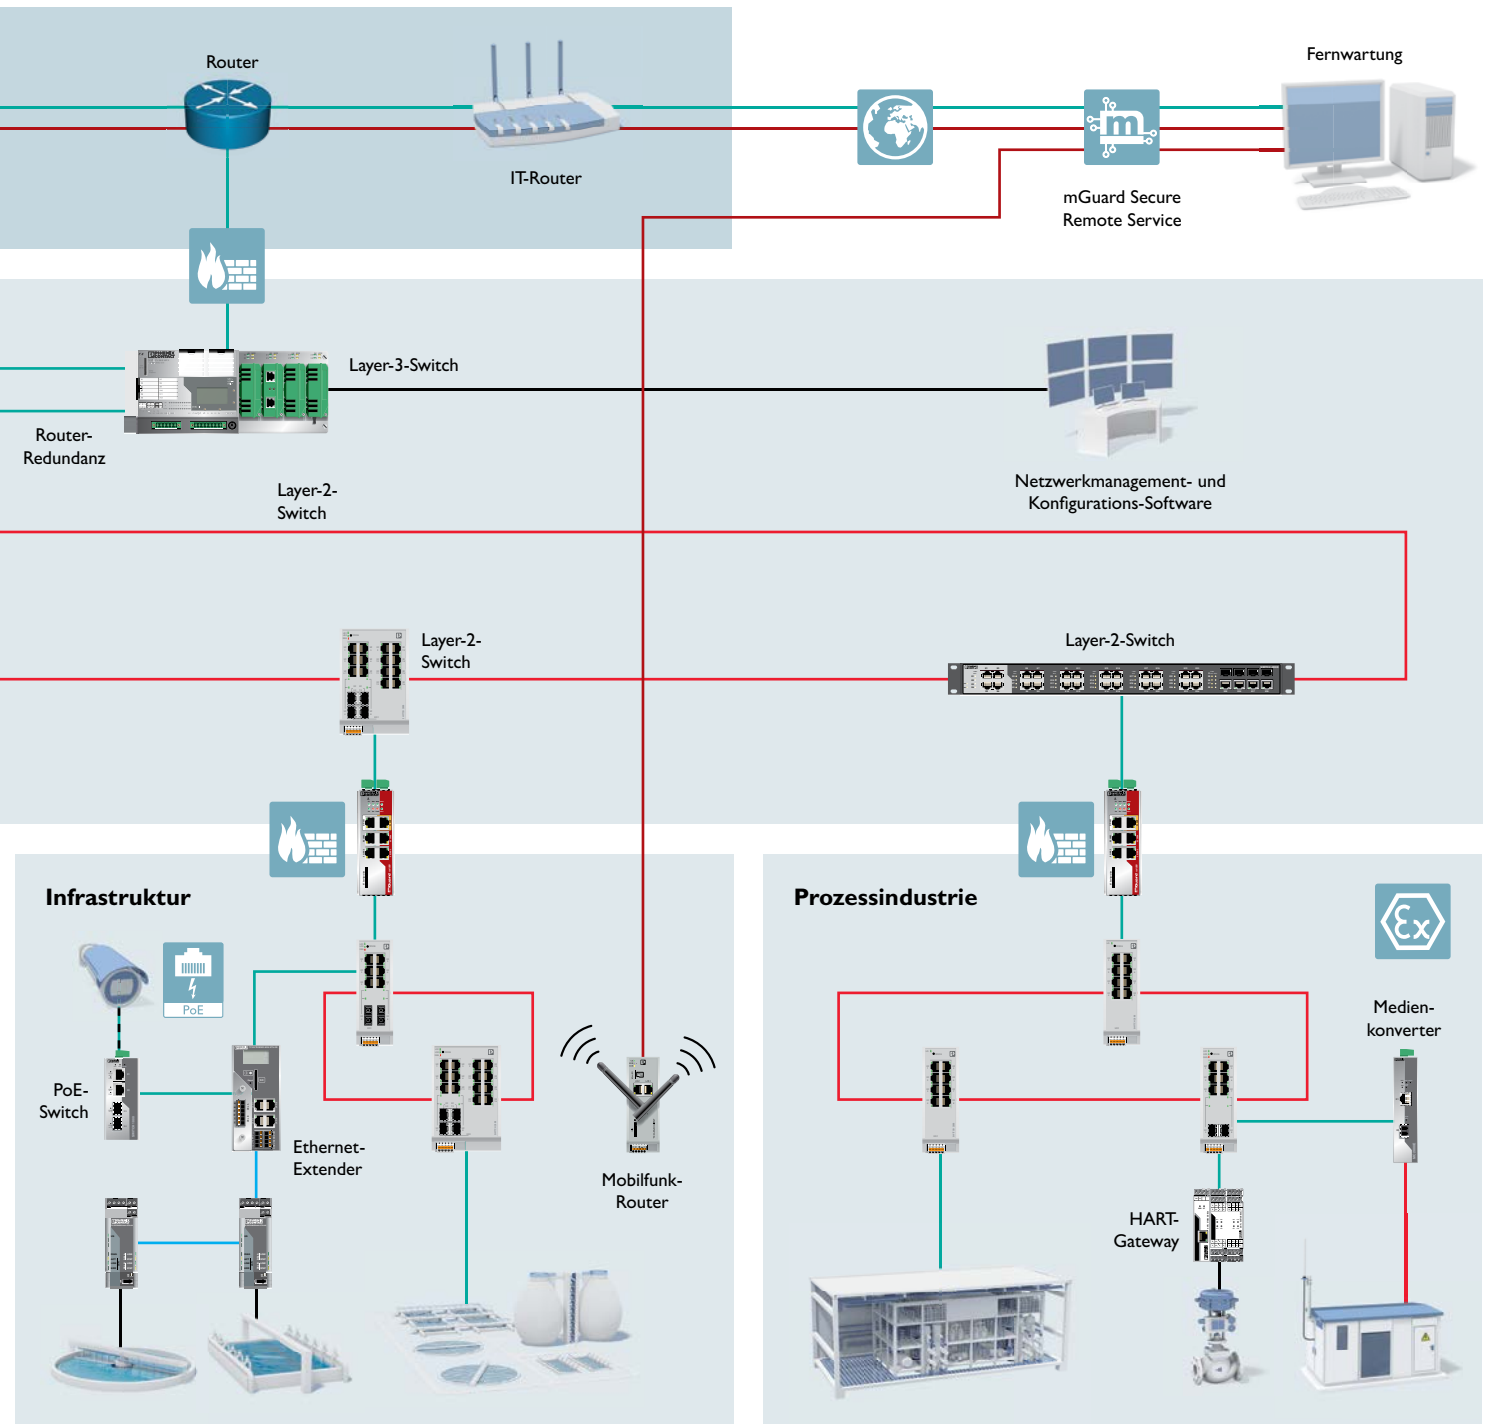 Router
IT-Router
Fernwartung
m
mGuard Secure
Remote Service
Layer-3-Switch
Router-
Redundanz
Layer-2-
Switch
Netzwerkmanagement- und
Konfigurations-Software
Layer-2-
Switch
Layer-2-Switch
Infrastruktur
PoE
PoE-
Switch
Ethernet-
Extender
Mobilfunk-
Router
Prozessindustrie
Ex
Medien-
konverter
HART-
Gateway